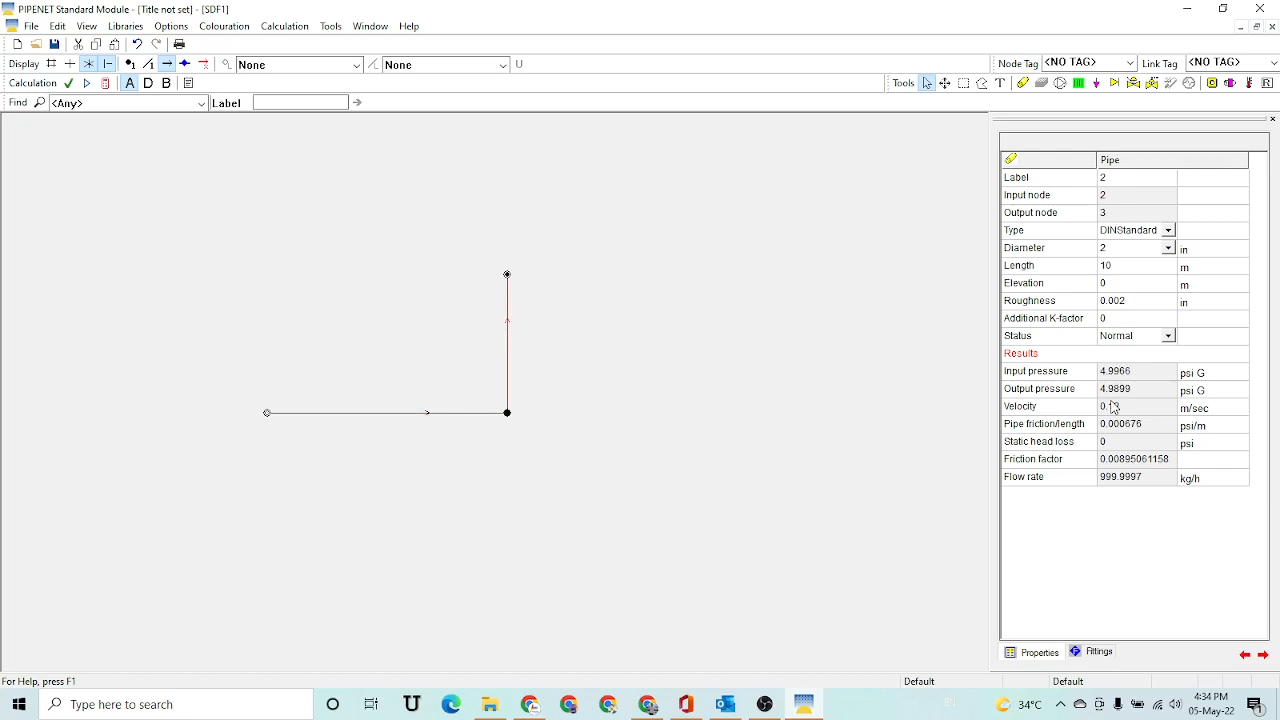 PIPENET Standard Module - [Title not set] - [SDF1]
File Edit View Libraries Options Colouration Calculation Tools Window Help
Display None None U Node Tag <NO TAG> Link Tag <NO TAG>
Calculation A D B Tools T R
Find <Any> Label
Pipe
Label 2
Input node 2
Output node 3
Type DINStandard
Diameter 2 in
Length 10 m
Elevation 0 m
Roughness 0.002 in
Additional K-factor 0
Status Normal
Results
Input pressure 4.9966 psi G
Output pressure 4.9899 psi G
Velocity m/sec
Pipe friction/length 0.000676 psi/m
Static head loss 0 psi
Friction factor 0.00895061158
Flow rate 999.9997 kg/h
Properties Fittings
For Help, press F1 Default Default
Type here to search 34°C 4:34 PM
05-May-22